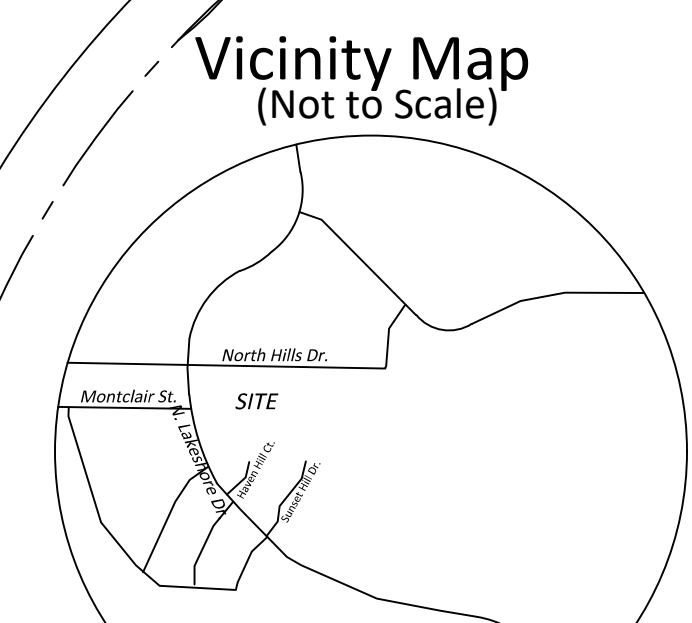 Vicinity Map
(Not to Scale)
North Hills Dr.
Montclair St.
SITE
N. Lakeshore Dr.
Haven Hill Ct.
Sunset Hill Dr.